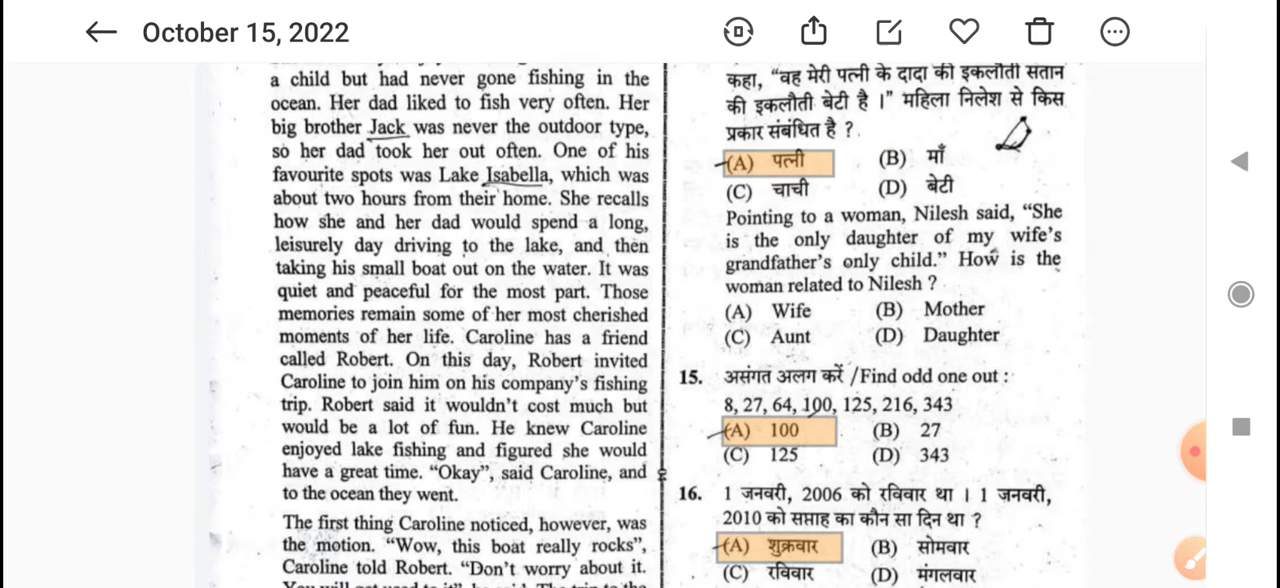 October 15, 2022
a child but had never gone fishing in the
ocean. Her dad liked to fish very often. Her
big brother Jack was never the outdoor type,
so her dad took her out often. One of his
favourite spots was Lake Isabella, which was
about two hours from their home. She recalls
how she and her dad would spend a long,
leisurely day driving to the lake, and then
taking his small boat out on the water. It was
quiet and peaceful for the most part. Those
memories remain some of her most cherished
moments of her life. Caroline has a friend
called Robert. On this day, Robert invited
Caroline to join him on his company's fishing
trip. Robert said it wouldn't cost much but
would be a lot of fun. He knew Caroline
enjoyed lake fishing and figured she would
have a great time. "Okay", said Caroline, and
to the ocean they went.
The first thing Caroline noticed, however, was
the motion. "Wow, this boat really rocks",
Caroline told Robert. "Don't worry about it.
कहा, "वह मेरी पत्नी के दादा की इकलौती संतान
की इकलौती बेटी है ।" महिला निलेश से किस
प्रकार संबंधित है ?
(A) पत्नी (B) माँ
(C) चाची (D) बेटी
Pointing to a woman, Nilesh said, "She
is the only daughter of my wife's
grandfather's only child." How is the
woman related to Nilesh ?
(A) Wife (B) Mother
(C) Aunt (D) Daughter
15. असंगत अलग करें /Find odd one out :
8, 27, 64, 100, 125, 216, 343
(A) 100 (B) 27
(C) 125 (D) 343
16. 1 जनवरी, 2006 को रविवार था । 1 जनवरी,
2010 को सप्ताह का कौन सा दिन था ?
(A) शुक्रवार (B) सोमवार
(C) रविवार (D) मंगलवार